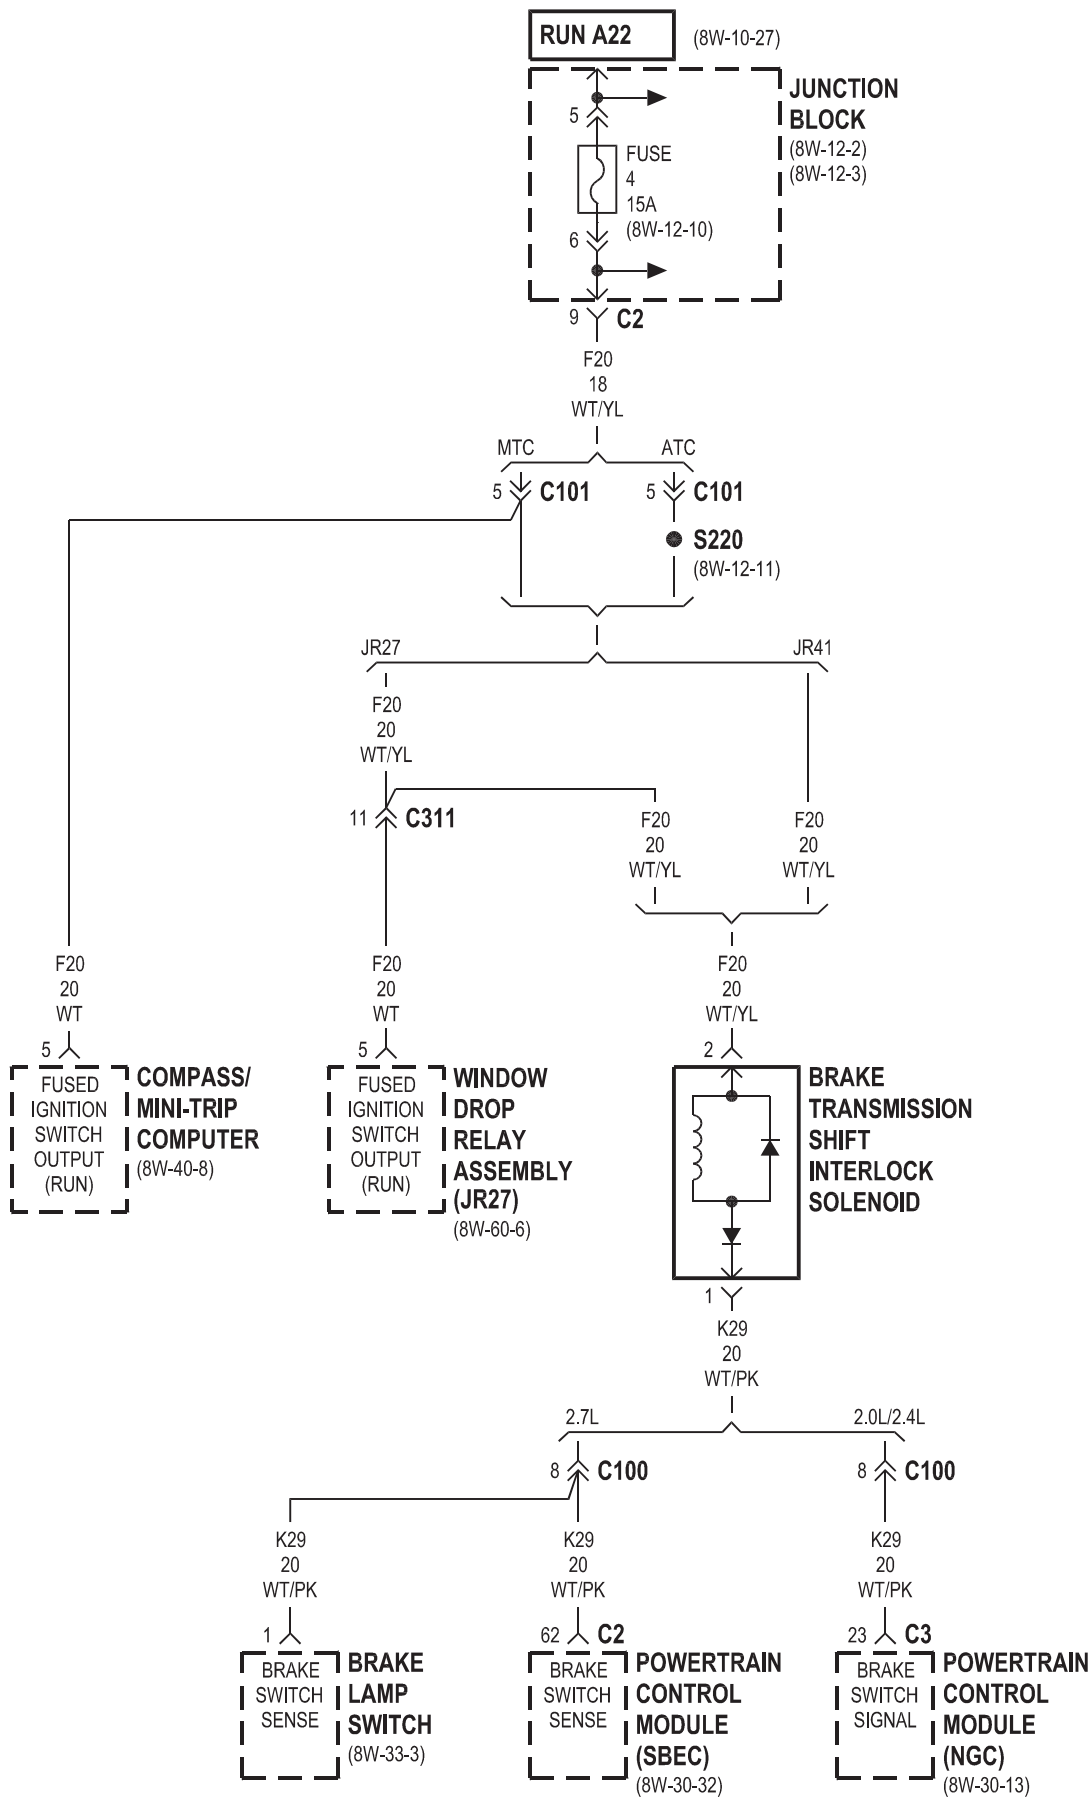 RUN A22
(8W-10-27)
JUNCTION
BLOCK
(8W-12-2)
(8W-12-3)
5
FUSE
4
15A
(8W-12-10)
6
9
C2
F20
18
WT/YL
MTC
ATC
5
C101
5
C101
S220
(8W-12-11)
JR27
JR41
F20
20
WT/YL
11
C311
F20
20
WT/YL
F20
20
WT/YL
F20
20
WT
F20
20
WT
F20
20
WT/YL
5
5
2
FUSED
IGNITION
SWITCH
OUTPUT
(RUN)
COMPASS/
MINI-TRIP
COMPUTER
(8W-40-8)
FUSED
IGNITION
SWITCH
OUTPUT
(RUN)
WINDOW
DROP
RELAY
ASSEMBLY
(JR27)
(8W-60-6)
BRAKE
TRANSMISSION
SHIFT
INTERLOCK
SOLENOID
1
K29
20
WT/PK
2.7L
2.0L/2.4L
8
C100
8
C100
K29
20
WT/PK
K29
20
WT/PK
K29
20
WT/PK
1
62
C2
23
C3
BRAKE
SWITCH
SENSE
BRAKE
LAMP
SWITCH
(8W-33-3)
BRAKE
SWITCH
SENSE
POWERTRAIN
CONTROL
MODULE
(SBEC)
(8W-30-32)
BRAKE
SWITCH
SIGNAL
POWERTRAIN
CONTROL
MODULE
(NGC)
(8W-30-13)